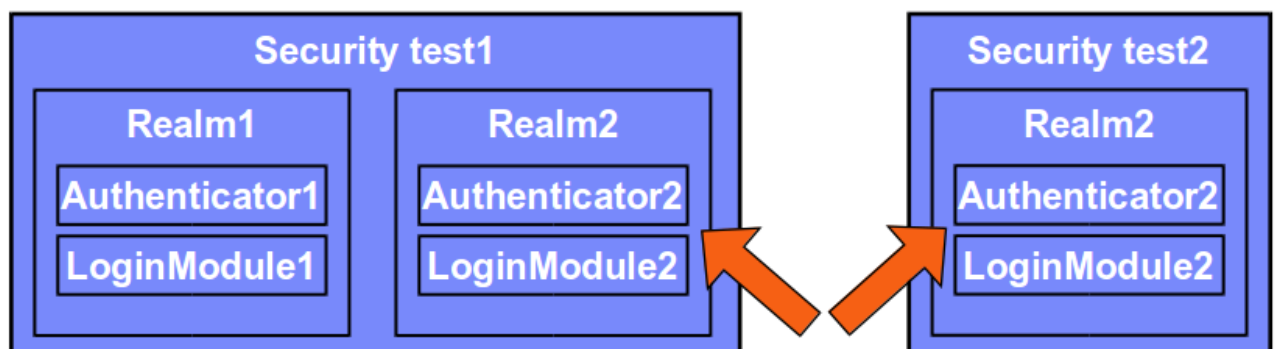 Security test1
Realm1
Authenticator1
LoginModule1
Realm2
Authenticator2
LoginModule2
Security test2
Realm2
Authenticator2
LoginModule2